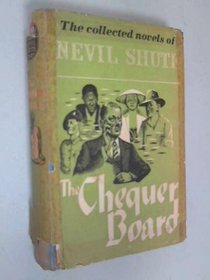 The collected novels of
NEVIL SHUTE
The
Chequer
Board